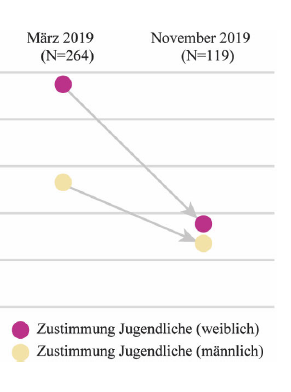 März 2019 November 2019
(N=264) (N=119)
Zustimmung Jugendliche (weiblich)
Zustimmung Jugendliche (männlich)